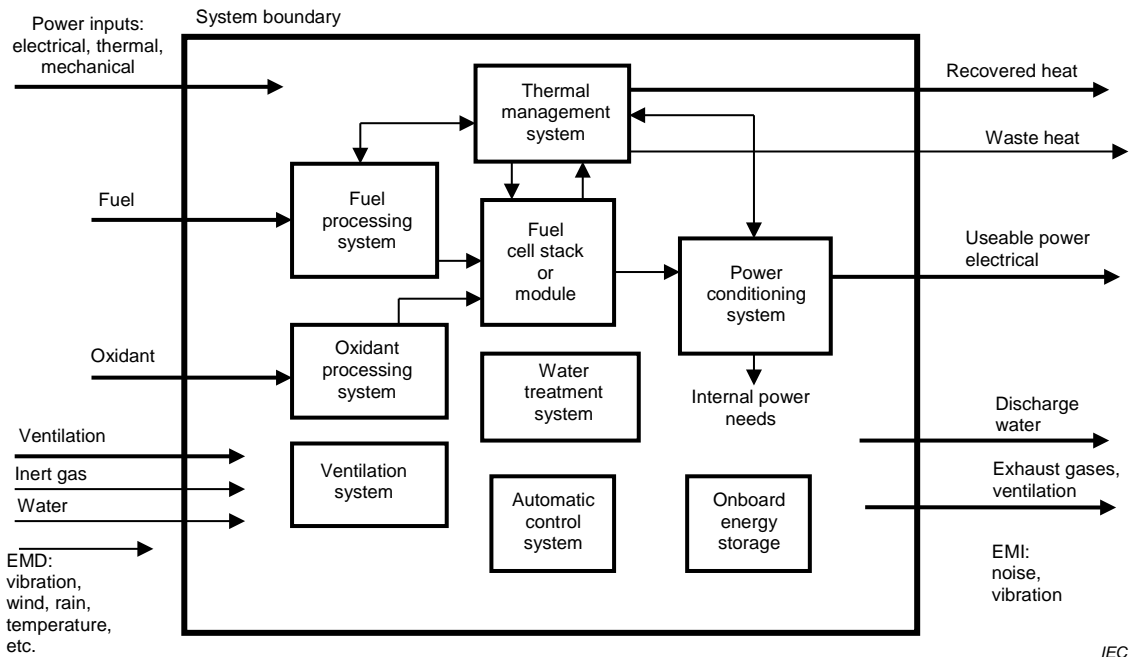 Power inputs:
electrical, thermal,
mechanical
System boundary
Thermal
management
system
Recovered heat
Waste heat
Fuel
Fuel
processing
system
Fuel
cell stack
or
module
Power
conditioning
system
Useable power
electrical
Oxidant
Oxidant
processing
system
Water
treatment
system
Internal power
needs
Discharge
water
Ventilation
Inert gas
Water
Ventilation
system
Automatic
control
system
Onboard
energy
storage
Exhaust gases,
ventilation
EMD:
vibration,
wind, rain,
temperature,
etc.
EMI:
noise,
vibration
IEC